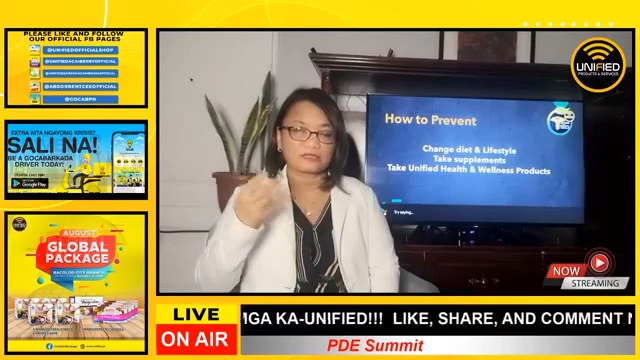 PLEASE LIKE AND FOLLOW
OUR OFFICIAL FB PAGES
@UNIFIEDOFFICIALSHOP
@UNIFIEDACAIBERRYOFFICIAL
@ABSORBENTCEEOFFICIAL
@GOCABPH
EXTRA KITA NGAYONG KRISIS?
SALI NA!
BE A GOCABARKADA
DRIVER TODAY!
Google Play
AUGUST
GLOBAL
PACKAGE
BACOLOD CITY BRANCH
How to Prevent
Change diet & Lifestyle
Take supplements
Take Unified Health & Wellness Products
UNIFIED
PRODUCTS & SERVICES
NOW
STREAMING
LIVE
ON AIR
MGA KA-UNIFIED!!! LIKE, SHARE, AND COMMENT N
PDE Summit